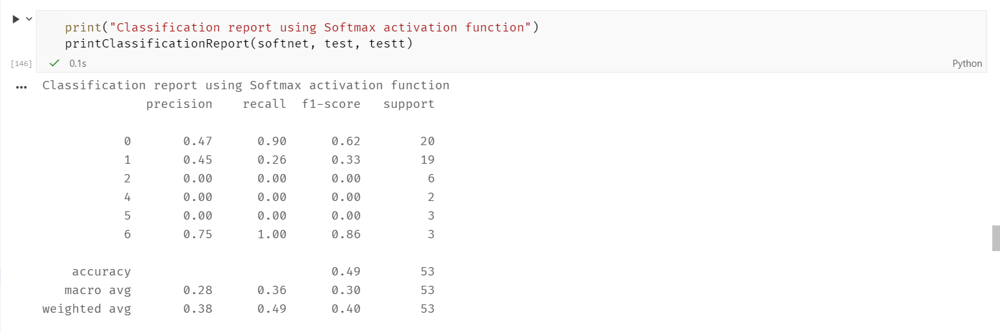 print("Classification report using Softmax activation function")
printClassificationReport(softnet, test, testt)
[146] 0.1s Python
... Classification report using Softmax activation function
precision recall f1-score support
0 0.47 0.90 0.62 20
1 0.45 0.26 0.33 19
2 0.00 0.00 0.00 6
4 0.00 0.00 0.00 2
5 0.00 0.00 0.00 3
6 0.75 1.00 0.86 3
accuracy 0.49 53
macro avg 0.28 0.36 0.30 53
weighted avg 0.38 0.49 0.40 53